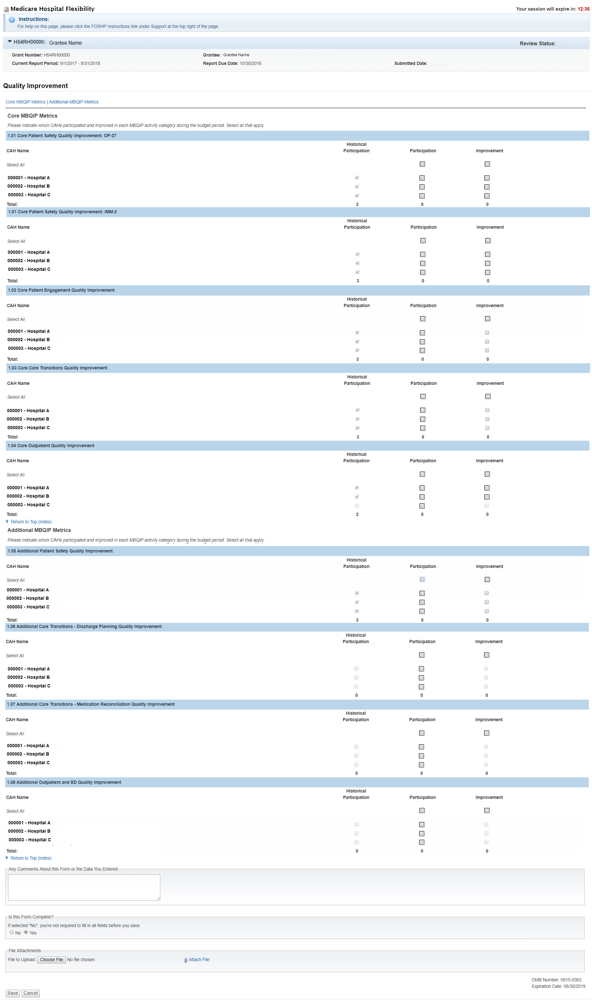 Medicare Hospital Flexibility
Your session will expire in: 12:36
Instructions:
For help on this page, please click the FORHP Instructions link under Support at the top right of the page.
H54RH00000: Grantee Name
Review Status:
Grant Number: H54RH00000 Grantee: Grantee Name
Current Report Period: 9/1/2017 - 8/31/2018 Report Due Date: 10/30/2018 Submitted Date:
Quality Improvement
Core MBQIP Metrics | Additional MBQIP Metrics
Core MBQIP Metrics
Please indicate which CAHs participated and improved in each MBQIP activity category during the budget period. Select all that apply.
1.01 Core Patient Safety Quality Improvement: OP-27
Historical
CAH Name Participation Participation Improvement
Select All
000001 - Hospital A
000002 - Hospital B
000003 - Hospital C
Total: 3 0 0
1.01 Core Patient Safety Quality Improvement: IMM-2
Historical
CAH Name Participation Participation Improvement
Select All
000001 - Hospital A
000002 - Hospital B
000003 - Hospital C
Total: 3 0 0
1.02 Core Patient Engagement Quality Improvement
Historical
CAH Name Participation Participation Improvement
Select All
000001 - Hospital A
000002 - Hospital B
000003 - Hospital C
Total: 3 0 0
1.03 Core Care Transitions Quality Improvement
Historical
CAH Name Participation Participation Improvement
Select All
000001 - Hospital A
000002 - Hospital B
000003 - Hospital C
Total: 3 0 0
1.04 Core Outpatient Quality Improvement
Historical
CAH Name Participation Participation Improvement
Select All
000001 - Hospital A
000002 - Hospital B
000003 - Hospital C
Total: 2 0 0
Return to Top (Index)
Additional MBQIP Metrics
Please indicate which CAHs participated and improved in each MBQIP activity category during the budget period. Select all that apply.
1.05 Additional Patient Safety Quality Improvement
Historical
CAH Name Participation Participation Improvement
Select All
000001 - Hospital A
000002 - Hospital B
000003 - Hospital C
Total: 3 0 0
1.06 Additional Care Transitions - Discharge Planning Quality Improvement
Historical
CAH Name Participation Participation Improvement
Select All
000001 - Hospital A
000002 - Hospital B
000003 - Hospital C
Total: 0 0 0
1.07 Additional Care Transitions - Medication Reconciliation Quality Improvement
Historical
CAH Name Participation Participation Improvement
Select All
000001 - Hospital A
000002 - Hospital B
000003 - Hospital C
Total: 0 0 0
1.08 Additional Outpatient and ED Quality Improvement
Historical
CAH Name Participation Participation Improvement
Select All
000001 - Hospital A
000002 - Hospital B
000003 - Hospital C
Total: 0 0 0
Return to Top (Index)
Any Comments About this Form or the Data You Entered
Is this Form Complete?
If selected "No", you're not required to fill in all fields before you save.
No Yes
File Attachments
File to Upload: Choose File No file chosen Attach File
OMB Number: 0915-0363
Expiration Date: 06/30/2019
Save Cancel